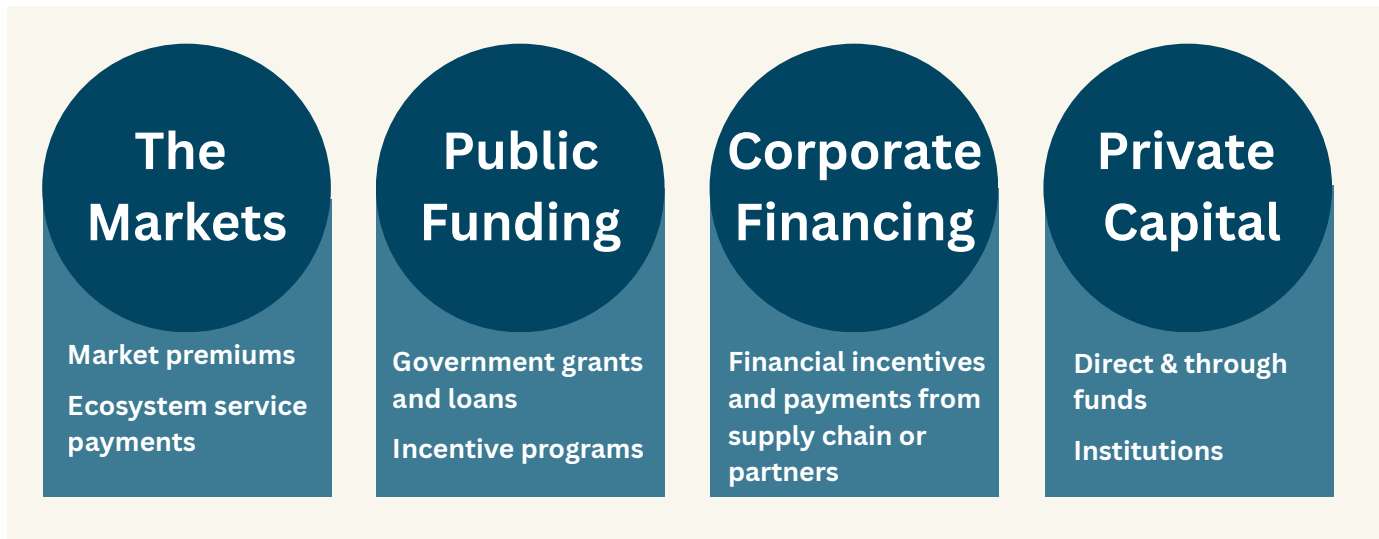 The
Markets
Market premiums
Ecosystem service
payments
Public
Funding
Government grants
and loans
Incentive programs
Corporate
Financing
Financial incentives
and payments from
supply chain or
partners
Private
Capital
Direct & through
funds
Institutions